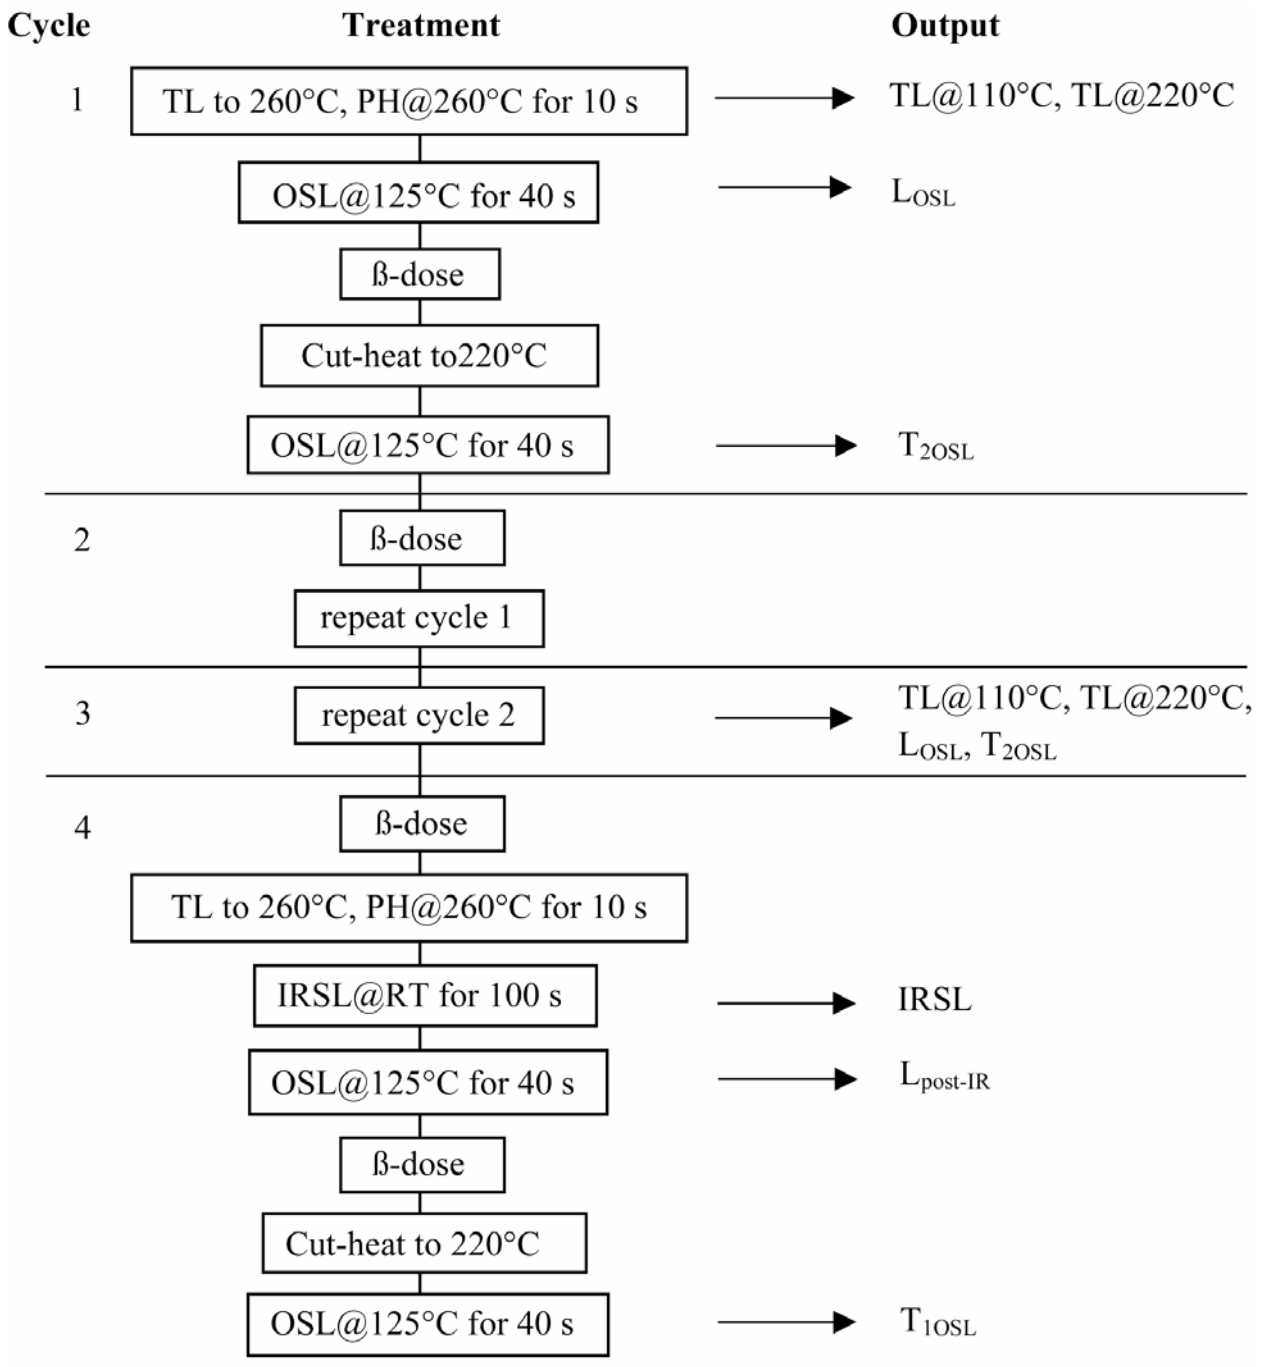 Cycle Treatment Output
1 TL to 260°C, PH@260°C for 10 s TL@110°C, TL@220°C
OSL@125°C for 40 s LOSL
ß-dose
Cut-heat to220°C
OSL@125°C for 40 s T2OSL
2 ß-dose
repeat cycle 1
3 repeat cycle 2 TL@110°C, TL@220°C,
LOSL, T2OSL
4 ß-dose
TL to 260°C, PH@260°C for 10 s
IRSL@RT for 100 s IRSL
OSL@125°C for 40 s Lpost-IR
ß-dose
Cut-heat to 220°C
OSL@125°C for 40 s T1OSL